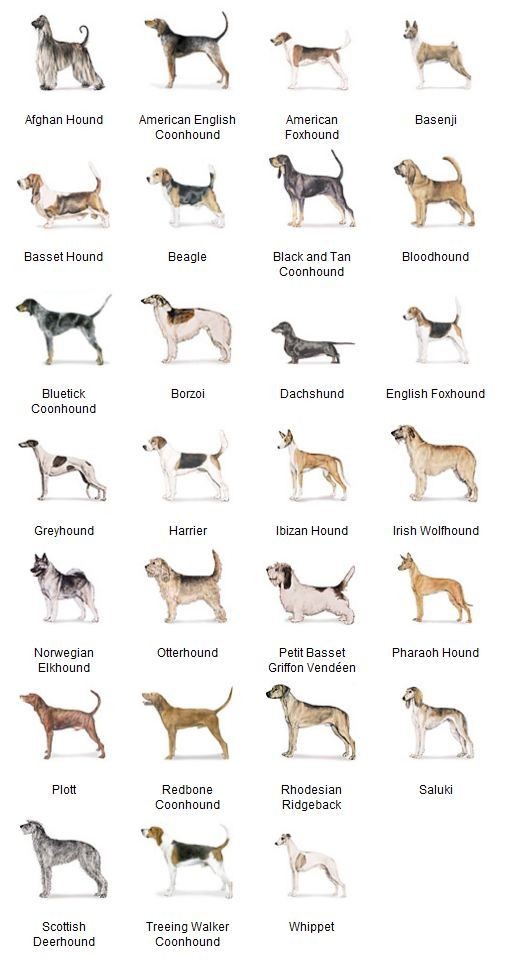 Afghan Hound
American English
Coonhound
American
Foxhound
Basenji
Basset Hound
Beagle
Black and Tan
Coonhound
Bloodhound
Bluetick
Coonhound
Borzoi
Dachshund
English Foxhound
Greyhound
Harrier
Ibizan Hound
Irish Wolfhound
Norwegian
Elkhound
Otterhound
Petit Basset
Griffon Vendéen
Pharaoh Hound
Plott
Redbone
Coonhound
Rhodesian
Ridgeback
Saluki
Scottish
Deerhound
Treeing Walker
Coonhound
Whippet